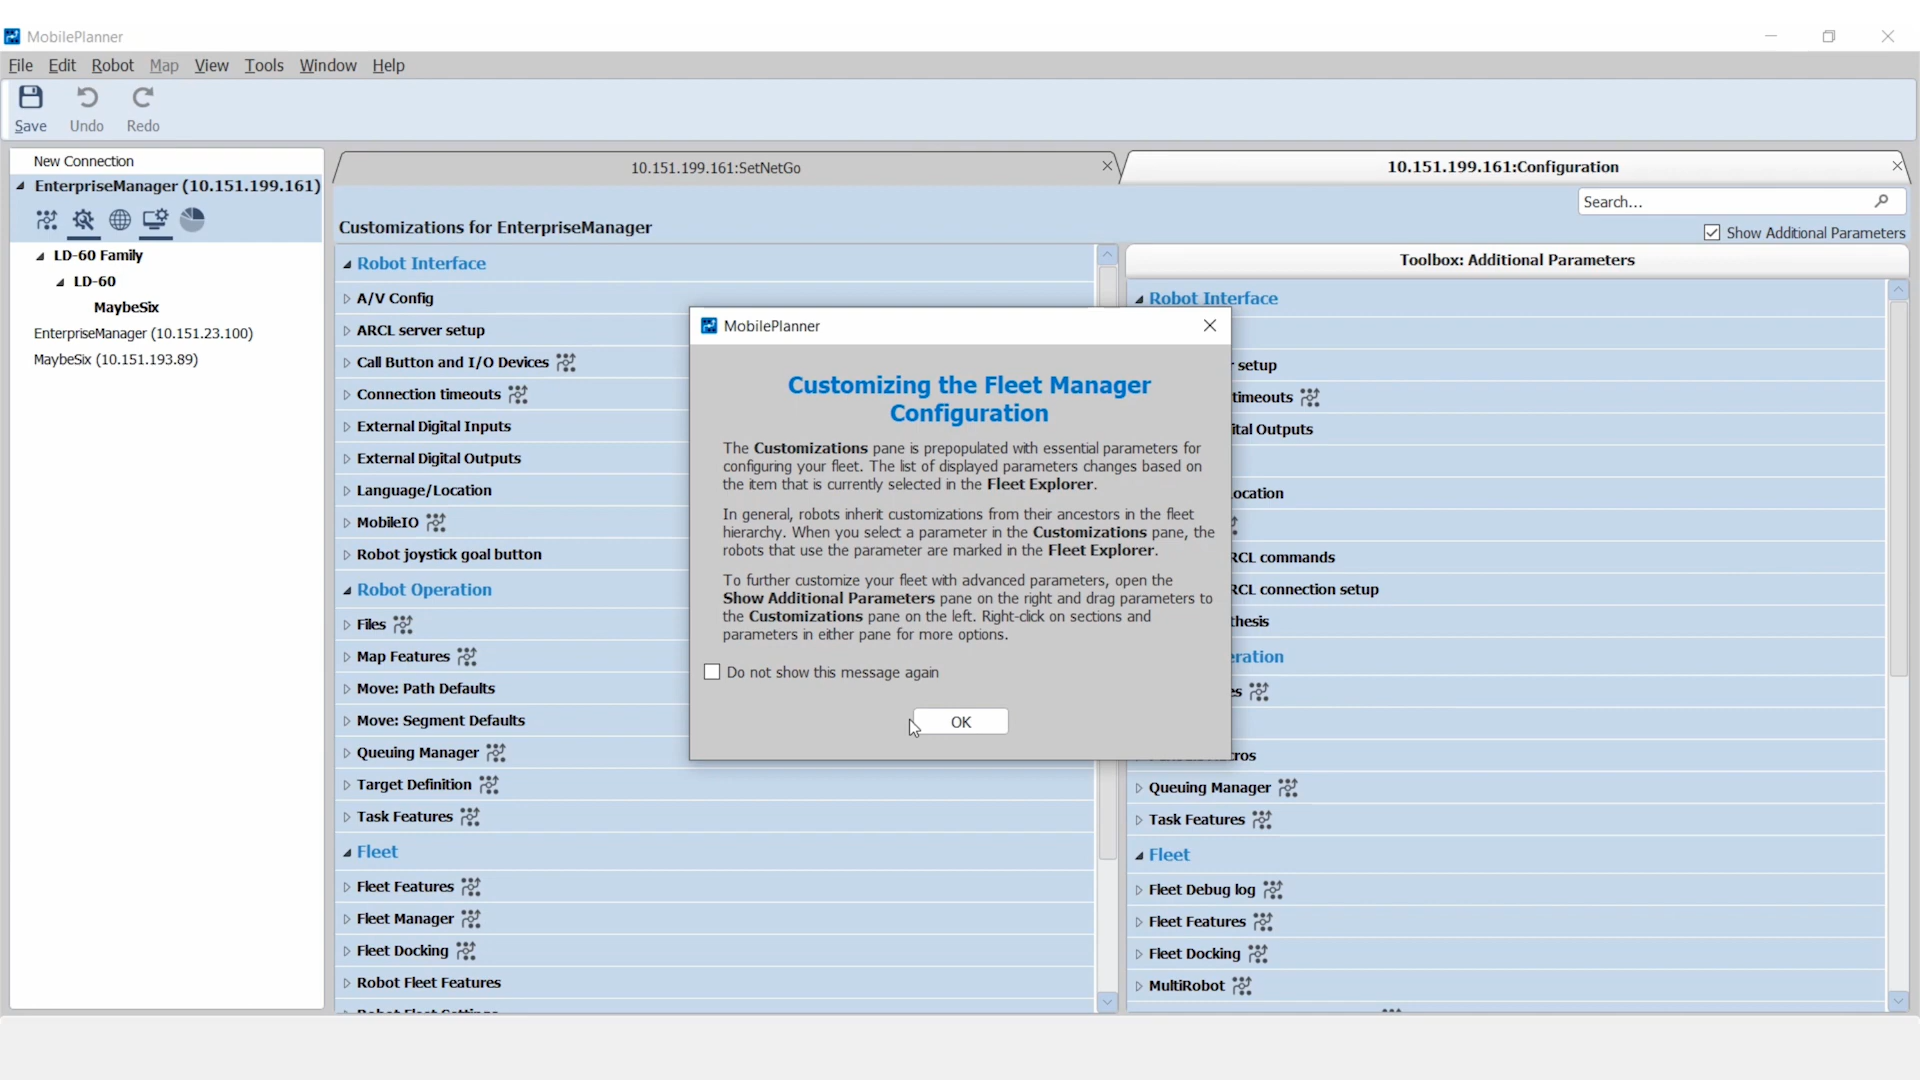 MobilePlanner
File Edit Robot Map View Tools Window Help
Save Undo Redo
New Connection
EnterpriseManager (10.151.199.161)
LD-60 Family
LD-60
MaybeSix
EnterpriseManager (10.151.23.100)
MaybeSix (10.151.193.89)
10.151.199.161:SetNetGo
10.151.199.161:Configuration
Search...
Customizations for EnterpriseManager
Show Additional Parameters
Robot Interface
A/V Config
ARCL server setup
Call Button and I/O Devices
Connection timeouts
External Digital Inputs
External Digital Outputs
Language/Location
MobileIO
Robot joystick goal button
Robot Operation
Files
Map Features
Move: Path Defaults
Move: Segment Defaults
Queuing Manager
Target Definition
Task Features
Fleet
Fleet Features
Fleet Manager
Fleet Docking
Robot Fleet Features
MobilePlanner
Customizing the Fleet Manager
Configuration
The Customizations pane is prepopulated with essential parameters for
configuring your fleet. The list of displayed parameters changes based on
the item that is currently selected in the Fleet Explorer.
In general, robots inherit customizations from their ancestors in the fleet
hierarchy. When you select a parameter in the Customizations pane, the
robots that use the parameter are marked in the Fleet Explorer.
To further customize your fleet with advanced parameters, open the
Show Additional Parameters pane on the right and drag parameters to
the Customizations pane on the left. Right-click on sections and
parameters in either pane for more options.
Do not show this message again
OK
Toolbox: Additional Parameters
Robot Interface
setup
timeouts
ital Outputs
ocation
RCL commands
RCL connection setup
thesis
eration
es
ros
Queuing Manager
Task Features
Fleet
Fleet Debug log
Fleet Features
Fleet Docking
MultiRobot